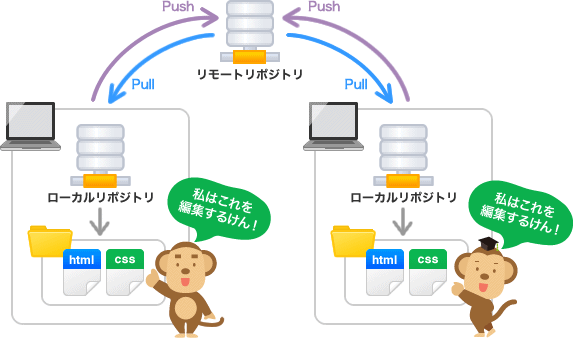 Push
Push
リモートリポジトリ
Pull
Pull
ローカルリポジトリ
ローカルリポジトリ
私はこれを
編集するけん！
私はこれを
編集するけん！
html
css
html
css